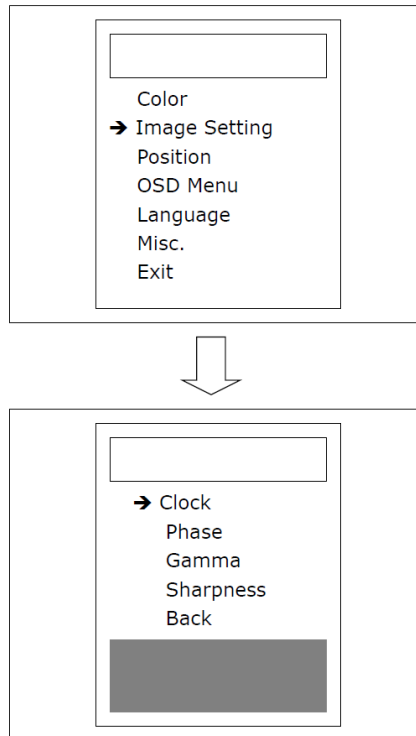 Color
➔ Image Setting
Position
OSD Menu
Language
Misc.
Exit
➔ Clock
Phase
Gamma
Sharpness
Back